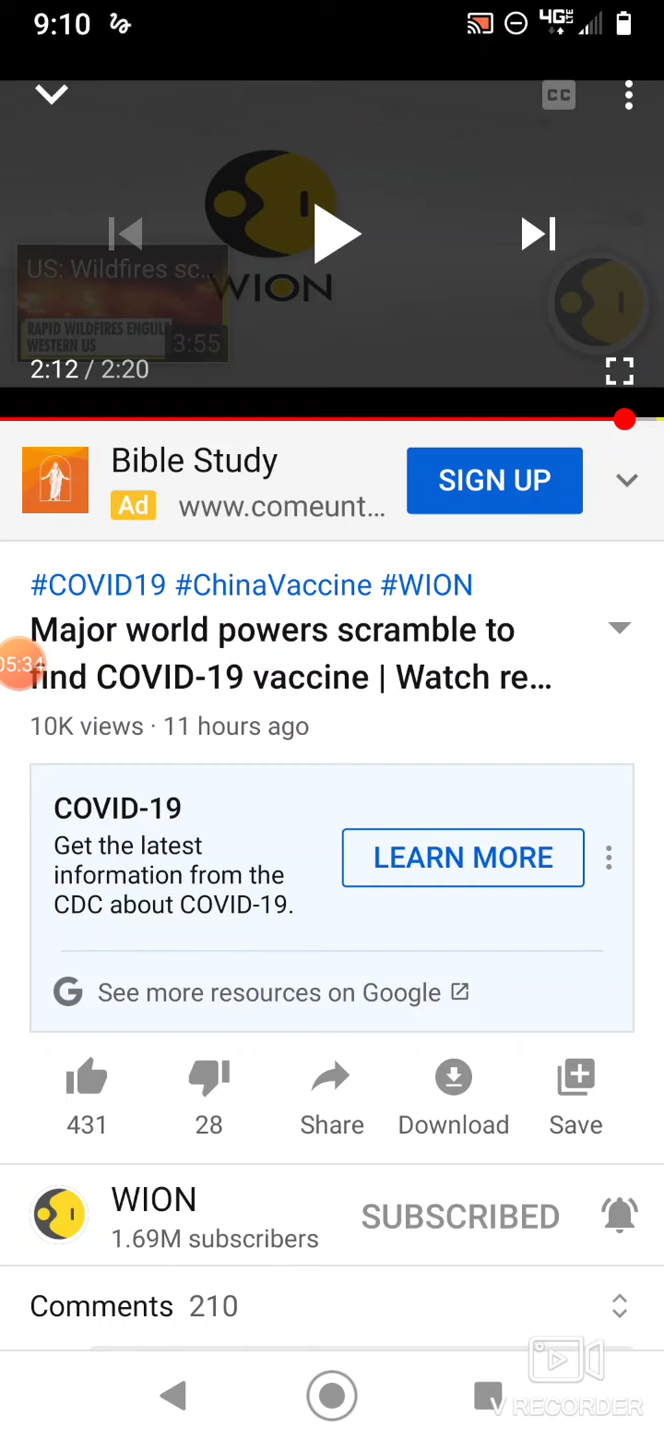 9:10
4G LTE
CC
US: Wildfires sc...
WION
RAPID WILDFIRES ENGUL
WESTERN US
3:55
2:12 / 2:20
Bible Study
SIGN UP
Ad www.comeunt...
#COVID19 #ChinaVaccine #WION
Major world powers scramble to
05:34
find COVID-19 vaccine | Watch re...
10K views · 11 hours ago
COVID-19
Get the latest
information from the
CDC about COVID-19.
LEARN MORE
G See more resources on Google
431
28
Share
Download
Save
WION
1.69M subscribers
SUBSCRIBED
Comments 210
V RECORDER